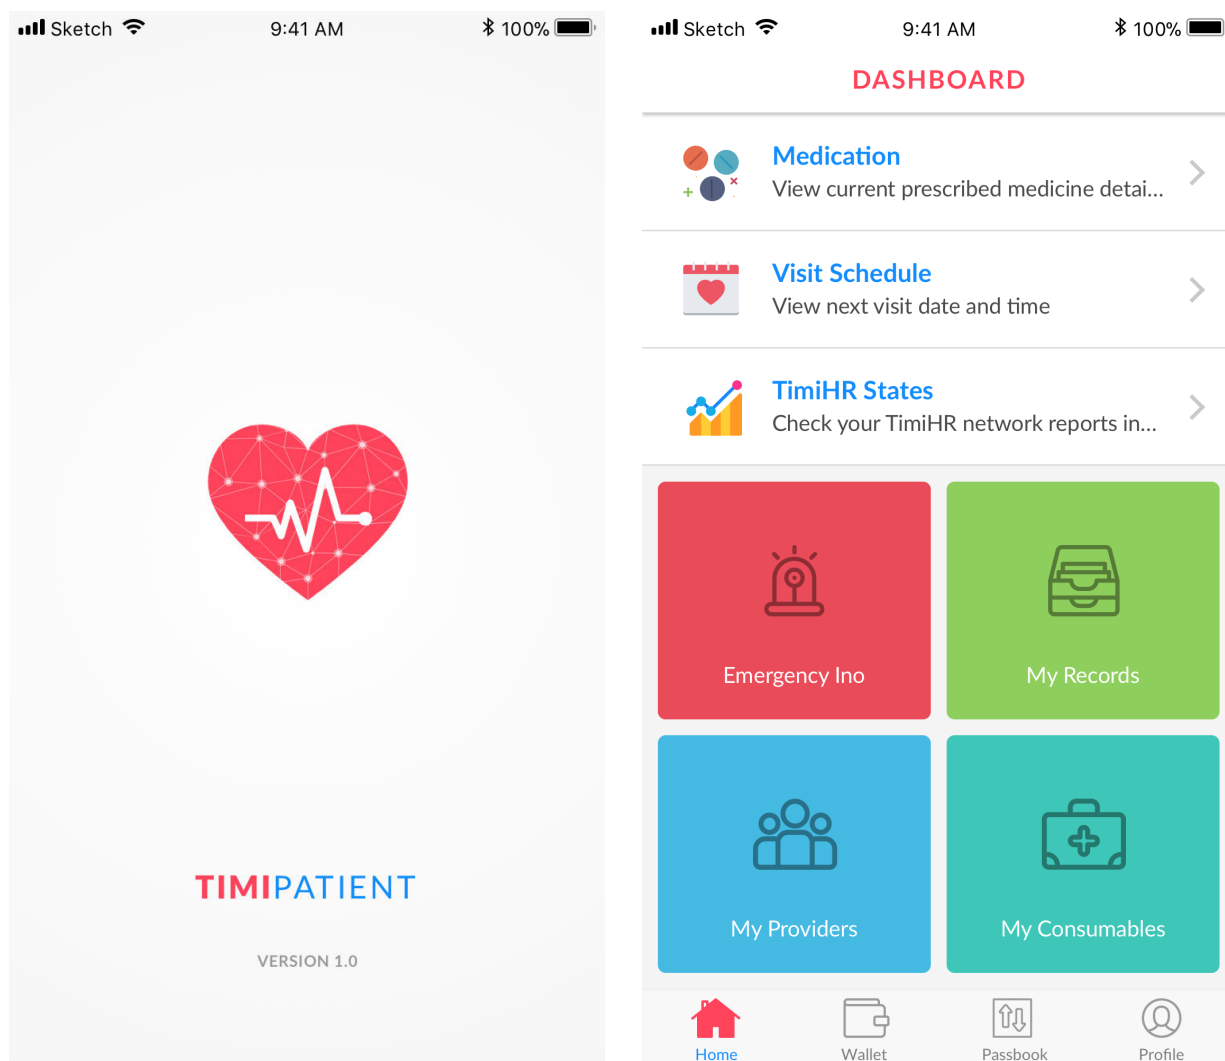 Sketch 9:41 AM 100%
TIMIPATIENT
VERSION 1.0
Sketch 9:41 AM 100%
DASHBOARD
Medication
View current prescribed medicine detai...
Visit Schedule
View next visit date and time
TimiHR States
Check your TimiHR network reports in...
Emergency Ino
My Records
My Providers
My Consumables
Home
Wallet
Passbook
Profile